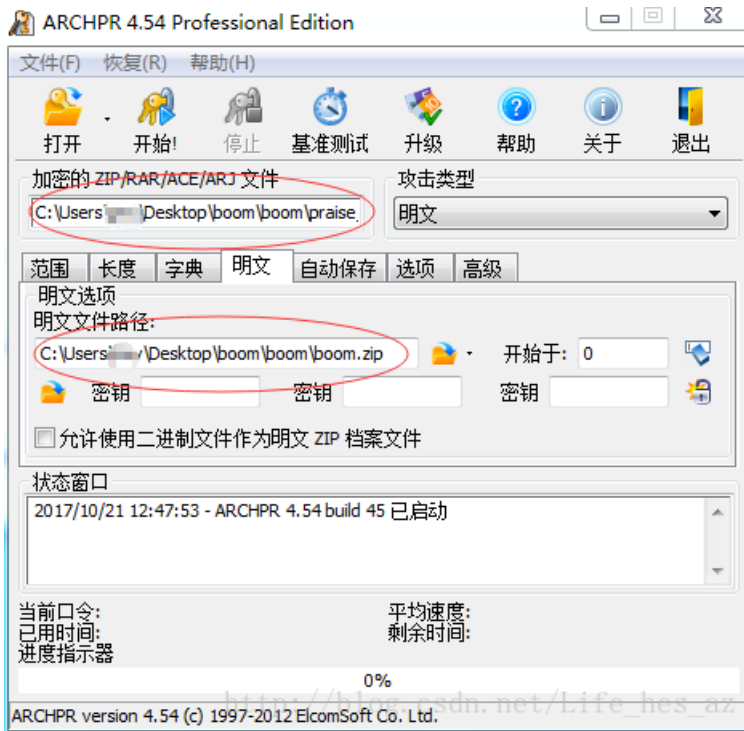 ARCHPR 4.54 Professional Edition
文件(F) 恢复(R) 帮助(H)
打开 开始! 停止 基准测试 升级 帮助 关于 退出
加密的 ZIP/RAR/ACE/ARJ 文件 攻击类型
C:\Users\ \Desktop\boom\boom\praise_ 明文
范围 长度 字典 明文 自动保存 选项 高级
明文选项
明文文件路径:
C:\Users\ \Desktop\boom\boom\boom.zip 开始于: 0
密钥 密钥 密钥
允许使用二进制文件作为明文 ZIP 档案文件
状态窗口
2017/10/21 12:47:53 - ARCHPR 4.54 build 45 已启动
当前口令: 平均速度:
已用时间: 剩余时间:
进度指示器
0%
http://blog.csdn.net/Life_hes_az
ARCHPR version 4.54 (c) 1997-2012 ElcomSoft Co. Ltd.